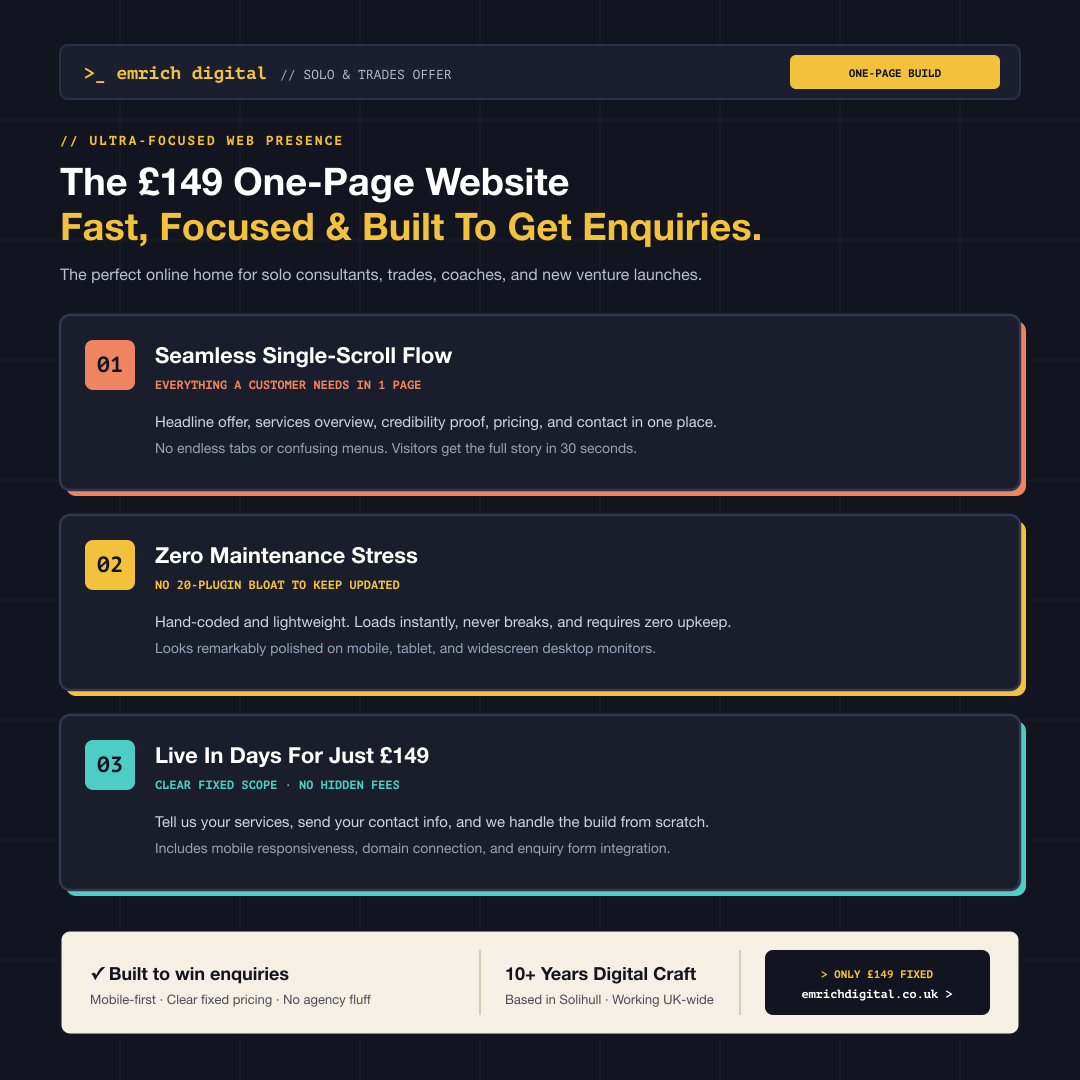 >_ emrich digital // SOLO & TRADES OFFER
ONE-PAGE BUILD
// ULTRA-FOCUSED WEB PRESENCE
The £149 One-Page Website
Fast, Focused & Built To Get Enquiries.
The perfect online home for solo consultants, trades, coaches, and new venture launches.
01
Seamless Single-Scroll Flow
EVERYTHING A CUSTOMER NEEDS IN 1 PAGE
Headline offer, services overview, credibility proof, pricing, and contact in one place.
No endless tabs or confusing menus. Visitors get the full story in 30 seconds.
02
Zero Maintenance Stress
NO 20-PLUGIN BLOAT TO KEEP UPDATED
Hand-coded and lightweight. Loads instantly, never breaks, and requires zero upkeep.
Looks remarkably polished on mobile, tablet, and widescreen desktop monitors.
03
Live In Days For Just £149
CLEAR FIXED SCOPE · NO HIDDEN FEES
Tell us your services, send your contact info, and we handle the build from scratch.
Includes mobile responsiveness, domain connection, and enquiry form integration.
✓ Built to win enquiries
Mobile-first · Clear fixed pricing · No agency fluff
10+ Years Digital Craft
Based in Solihull · Working UK-wide
> ONLY £149 FIXED
emrichdigital.co.uk >